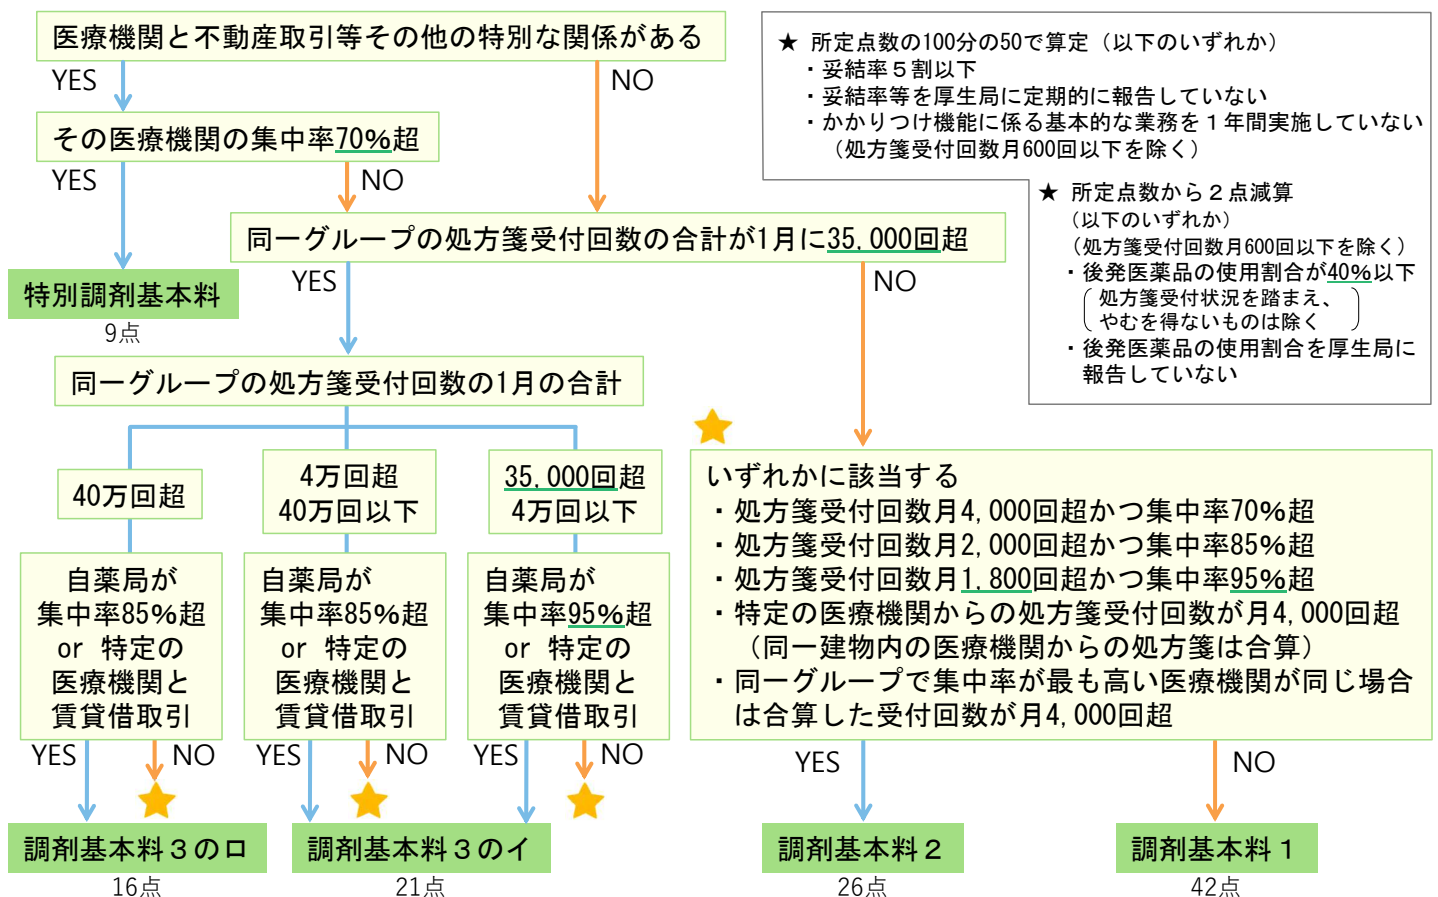 医療機関と不動産取引等その他の特別な関係がある
YES
NO
その医療機関の集中率70%超
YES
NO
同一グループの処方箋受付回数の合計が1月に35,000回超
YES
NO
特別調剤基本料
9点
同一グループの処方箋受付回数の1月の合計
40万回超
4万回超
40万回以下
35,000回超
4万回以下
自薬局が
集中率85%超
or 特定の
医療機関と
賃貸借取引
自薬局が
集中率85%超
or 特定の
医療機関と
賃貸借取引
自薬局が
集中率95%超
or 特定の
医療機関と
賃貸借取引
YES
NO
YES
NO
YES
NO
調剤基本料3のロ
16点
調剤基本料3のイ
21点
★ 所定点数の100分の50で算定(以下のいずれか)
・妥結率5割以下
・妥結率等を厚生局に定期的に報告していない
・かかりつけ機能に係る基本的な業務を1年間実施していない
(処方箋受付回数月600回以下を除く)
★ 所定点数から2点減算
(以下のいずれか)
(処方箋受付回数月600回以下を除く)
・後発医薬品の使用割合が40%以下
(処方箋受付状況を踏まえ、
やむを得ないものは除く)
・後発医薬品の使用割合を厚生局に
報告していない
いずれかに該当する
・処方箋受付回数月4,000回超かつ集中率70%超
・処方箋受付回数月2,000回超かつ集中率85%超
・処方箋受付回数月1,800回超かつ集中率95%超
・特定の医療機関からの処方箋受付回数が月4,000回超
(同一建物内の医療機関からの処方箋は合算)
・同一グループで集中率が最も高い医療機関が同じ場合
は合算した受付回数が月4,000回超
YES
NO
調剤基本料2
26点
調剤基本料1
42点